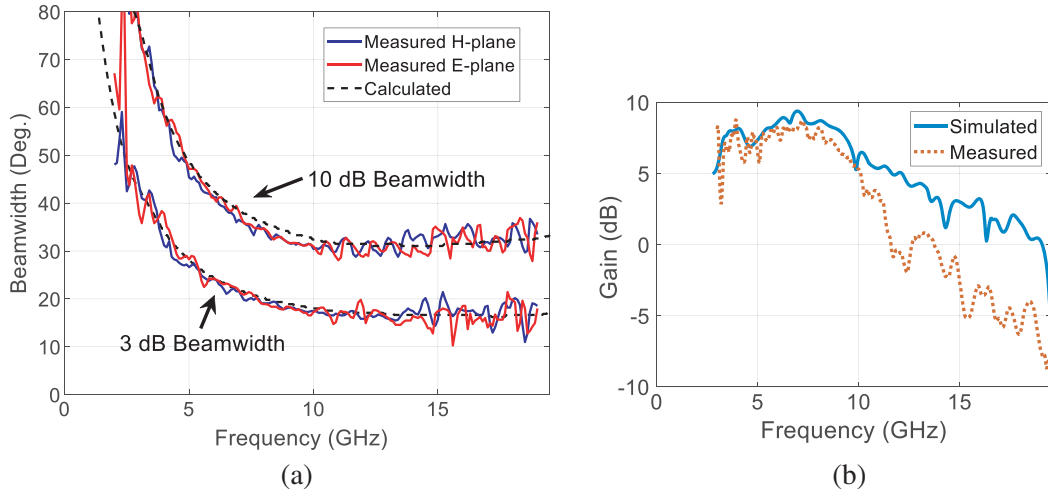 80
70
60
50
40
30
20
10
0
Beamwidth (Deg.)
Measured H-plane
Measured E-plane
Calculated
10 dB Beamwidth
3 dB Beamwidth
0 5 10 15
Frequency (GHz)
(a)
10
5
0
-5
-10
Gain (dB)
Simulated
Measured
0 5 10 15
Frequency (GHz)
(b)